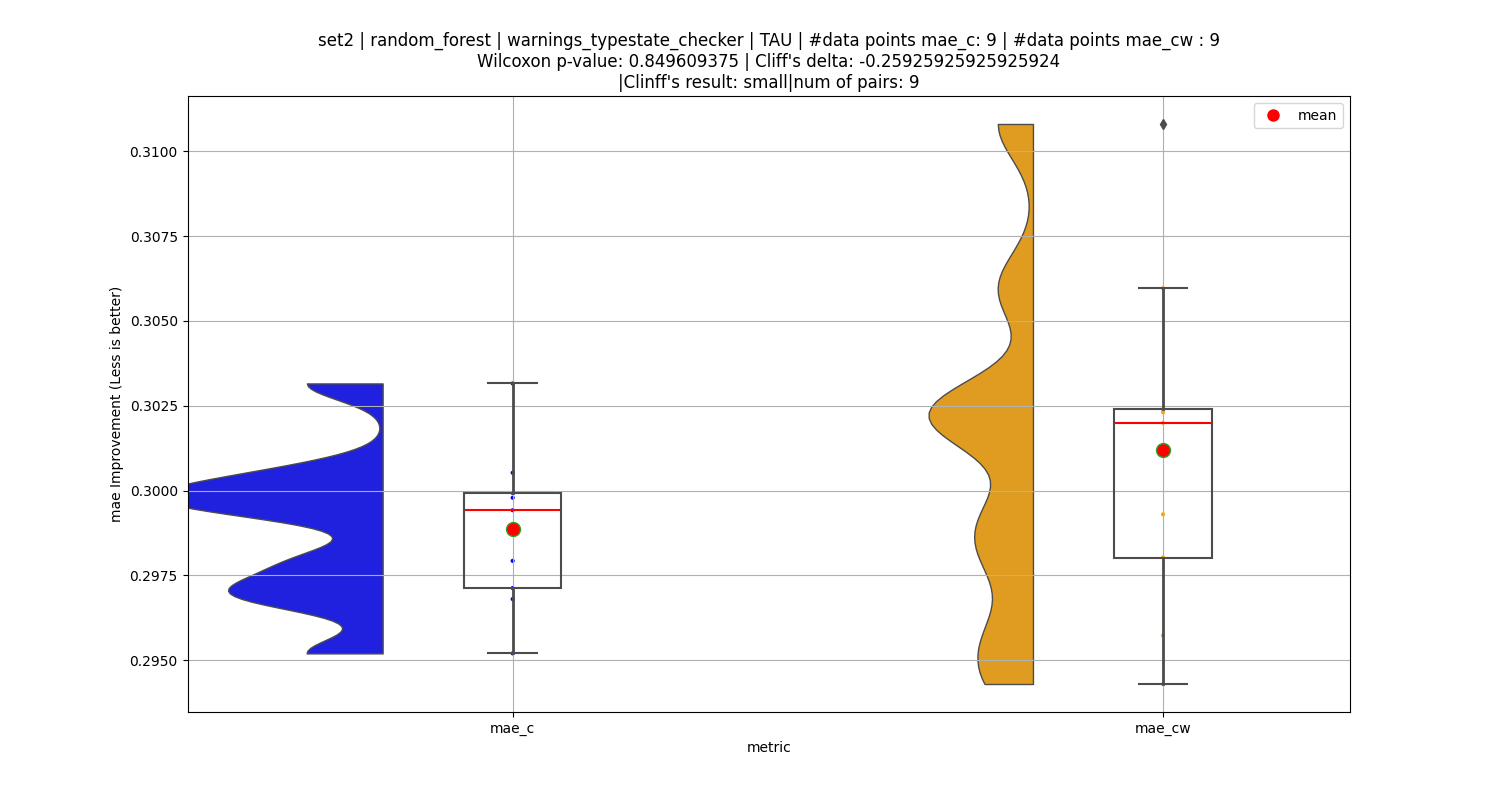 set2 | random_forest | warnings_typestate_checker | TAU | #data points mae_c: 9 | #data points mae_cw : 9
Wilcoxon p-value: 0.849609375 | Cliff's delta: -0.25925925925925924
|Clinff's result: small|num of pairs: 9
mean
0.3100
0.3075
0.3050
0.3025
0.3000
0.2975
0.2950
mae Improvement (Less is better)
mae_c
mae_cw
metric